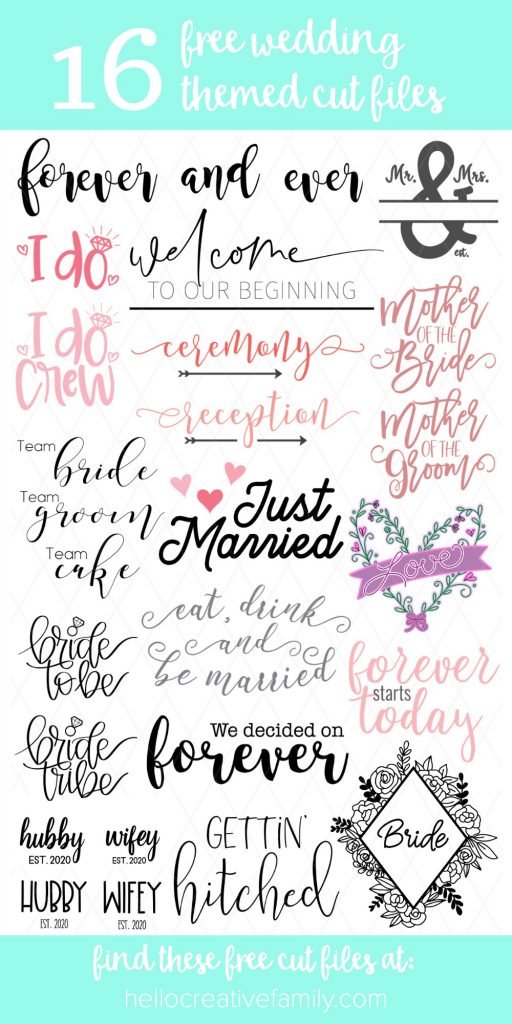 16 free wedding
themed cut files
forever and ever
Mr. & Mrs.
est.
I do
welcome
TO OUR BEGINNING
I do
Crew
ceremony
reception
Mother
OF THE
Bride
Mother
OF THE
Groom
Team
bride
Team
groom
Team
cake
Just
Married
Love
eat, drink
and
be married
bride
to be
forever
starts
today
bride
tribe
We decided on
forever
hubby
EST. 2020
wifey
EST. 2020
HUBBY
EST. 2020
WIFEY
EST. 2020
GETTIN'
hitched
Bride
find these free cut files at:
hellocreativefamily.com